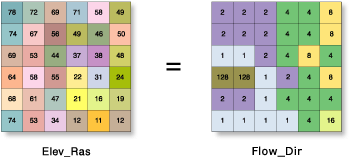 78 72 69 71 58 49
74 67 56 49 46 50
69 53 44 37 38 48
64 58 55 22 31 24
68 61 47 21 16 19
74 53 34 12 11 12
Elev_Ras
=
2 2 2 4 4 8
2 2 2 4 4 8
1 1 2 4 8 4
128 128 1 2 4 8
2 2 1 4 4 4
1 1 1 1 4 16
Flow_Dir